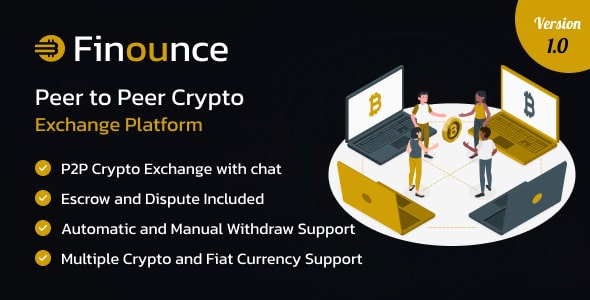 Version
1.0
Finounce
Peer to Peer Crypto
Exchange Platform
P2P Crypto Exchange with chat
Escrow and Dispute Included
Automatic and Manual Withdraw Support
Multiple Crypto and Fiat Currency Support